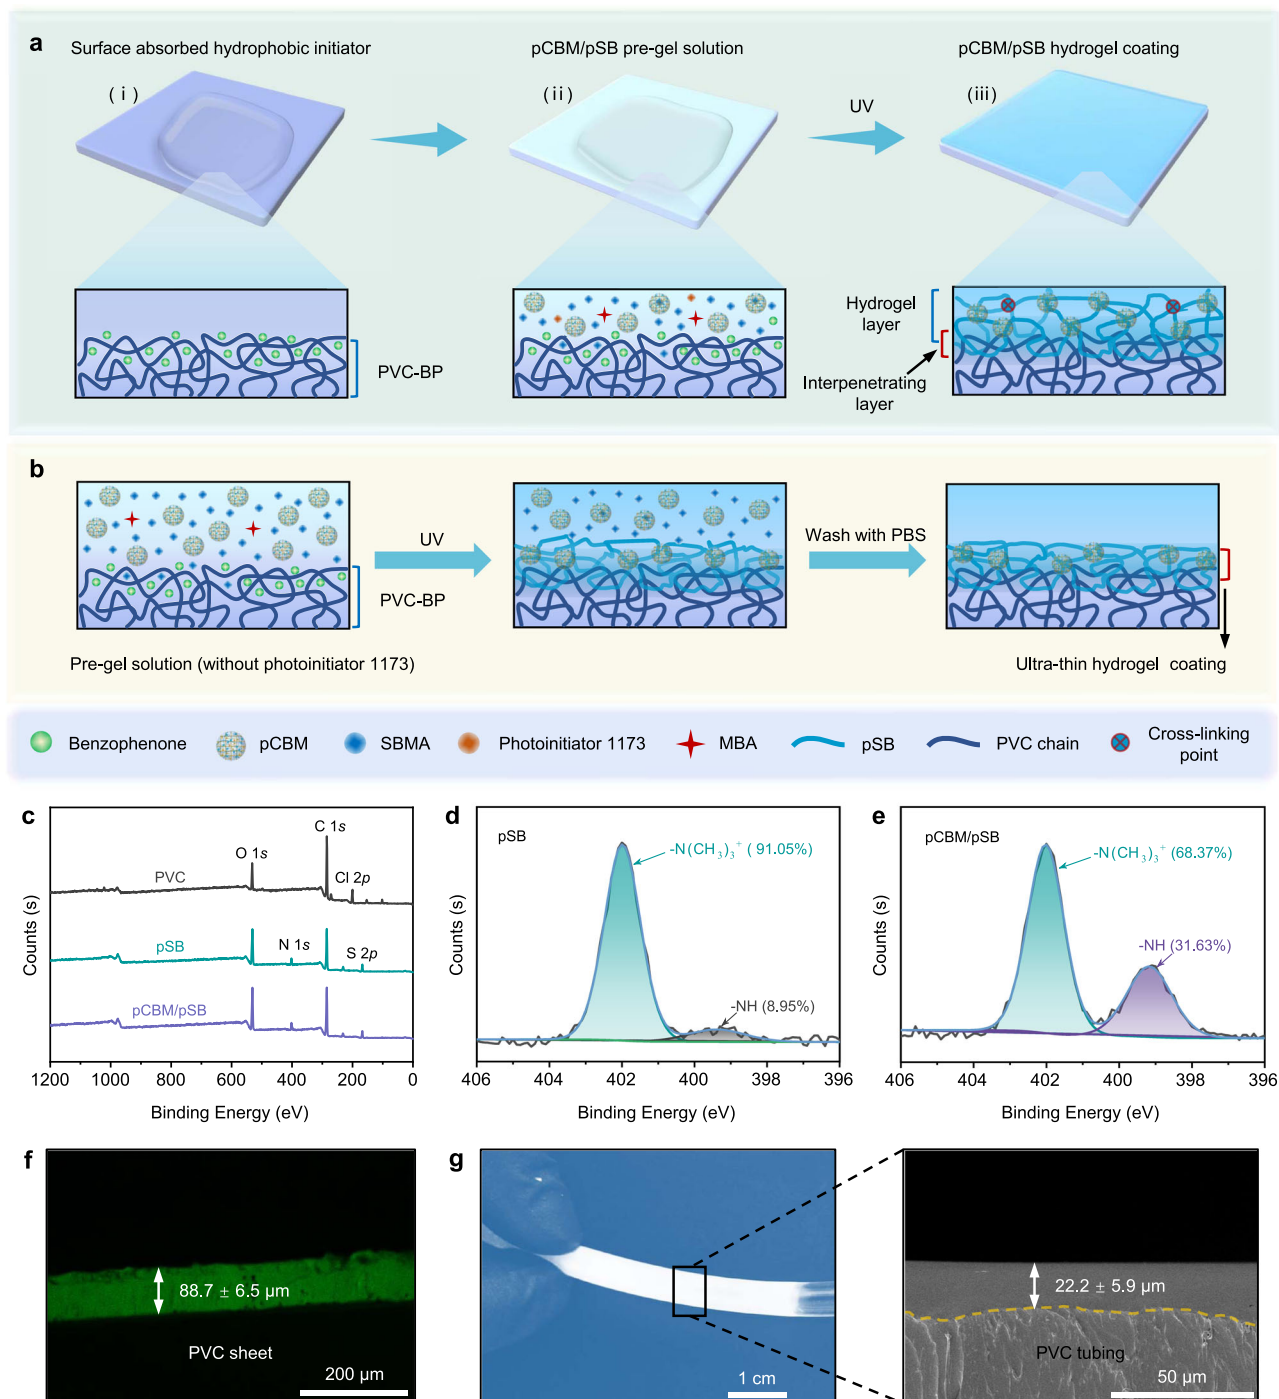 a
Surface absorbed hydrophobic initiator
pCBM/pSB pre-gel solution
pCBM/pSB hydrogel coating
( i )
(ii)
UV
(iii)
PVC-BP
Hydrogel
layer
Interpenetrating
layer
b
UV
PVC-BP
Wash with PBS
Pre-gel solution (without photoinitiator 1173)
Ultra-thin hydrogel coating
Benzophenone
pCBM
SBMA
Photoinitiator 1173
MBA
pSB
PVC chain
Cross-linking
point
c
C 1s
O 1s
Cl 2p
PVC
pSB
N 1s
S 2p
pCBM/pSB
Counts (s)
1200 1000 800 600 400 200 0
Binding Energy (eV)
d
pSB
-N(CH₃)₃⁺ ( 91.05%)
-NH (8.95%)
Counts (s)
406 404 402 400 398 396
Binding Energy (eV)
e
pCBM/pSB
-N(CH₃)₃⁺ (68.37%)
-NH (31.63%)
Counts (s)
406 404 402 400 398 396
Binding Energy (eV)
f
88.7 ± 6.5 µm
PVC sheet
200 µm
g
1 cm
22.2 ± 5.9 µm
PVC tubing
50 µm